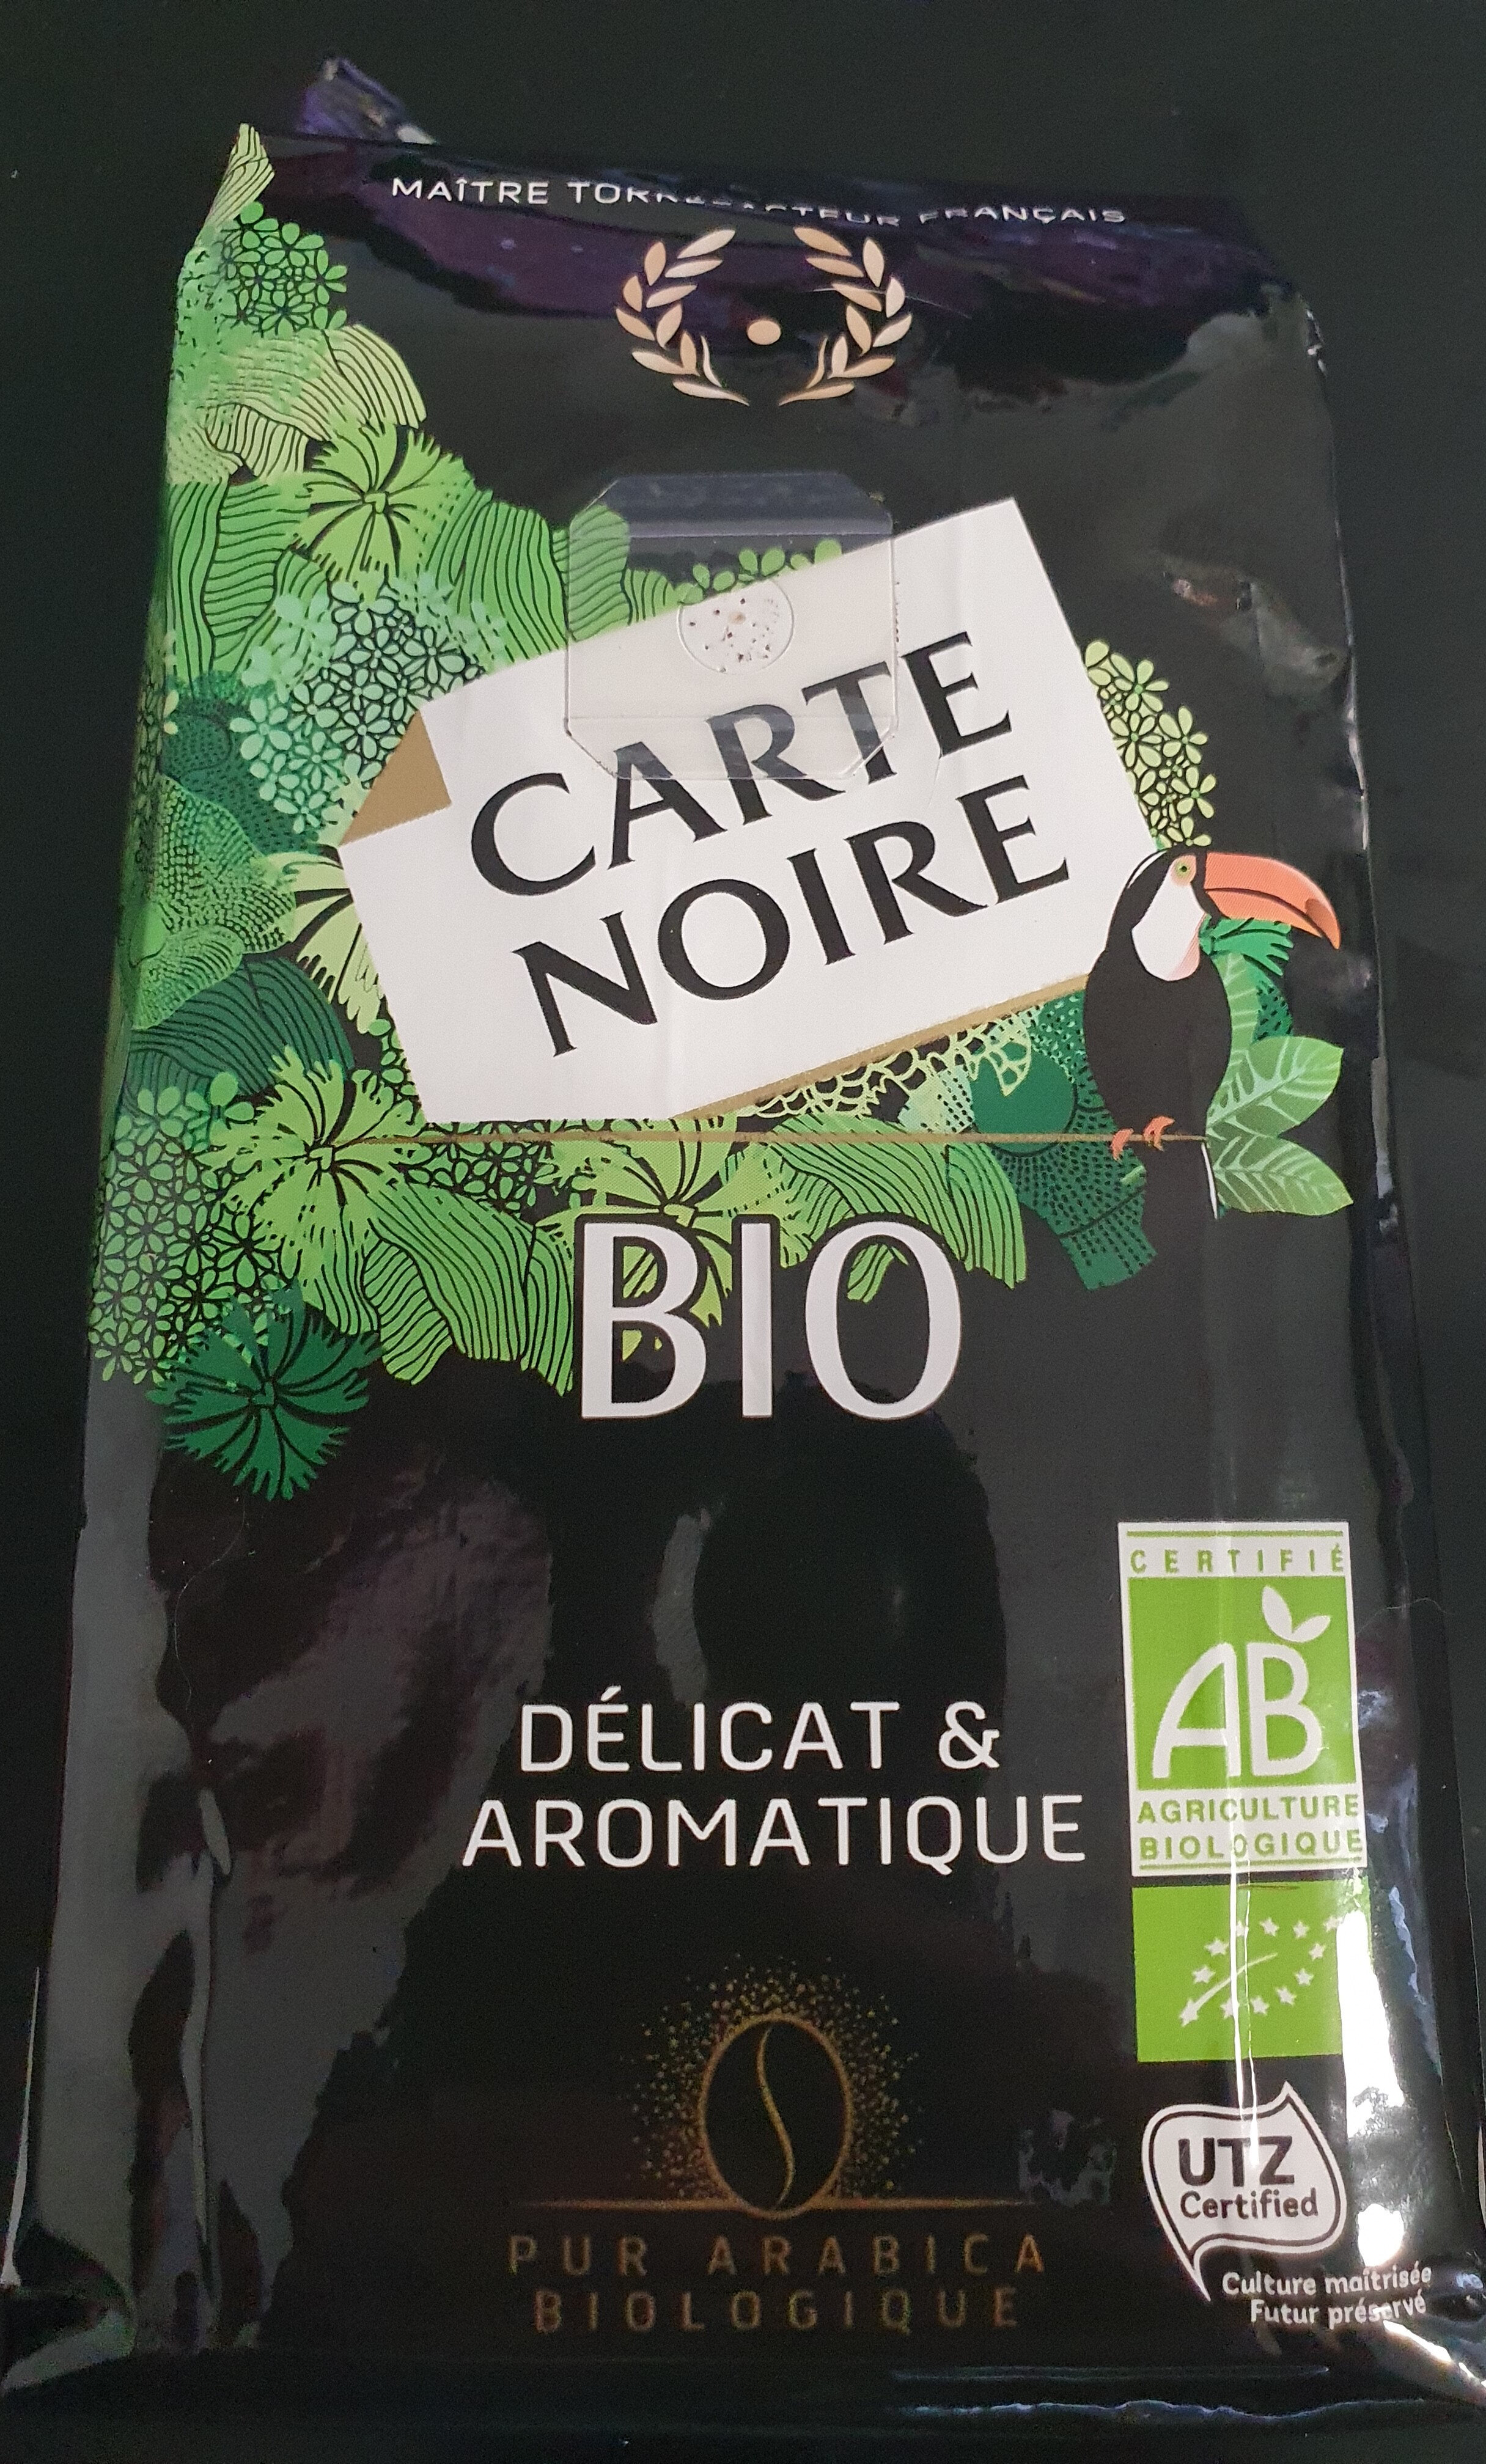 MAÎTRE TORRÉFACTEUR FRANÇAIS
CARTE
NOIRE
BIO
CERTIFIÉ
AB
AGRICULTURE
BIOLOGIQUE
DÉLICAT &
AROMATIQUE
UTZ
Certified
Culture maîtrisée
Futur préservé
PUR ARABICA
BIOLOGIQUE